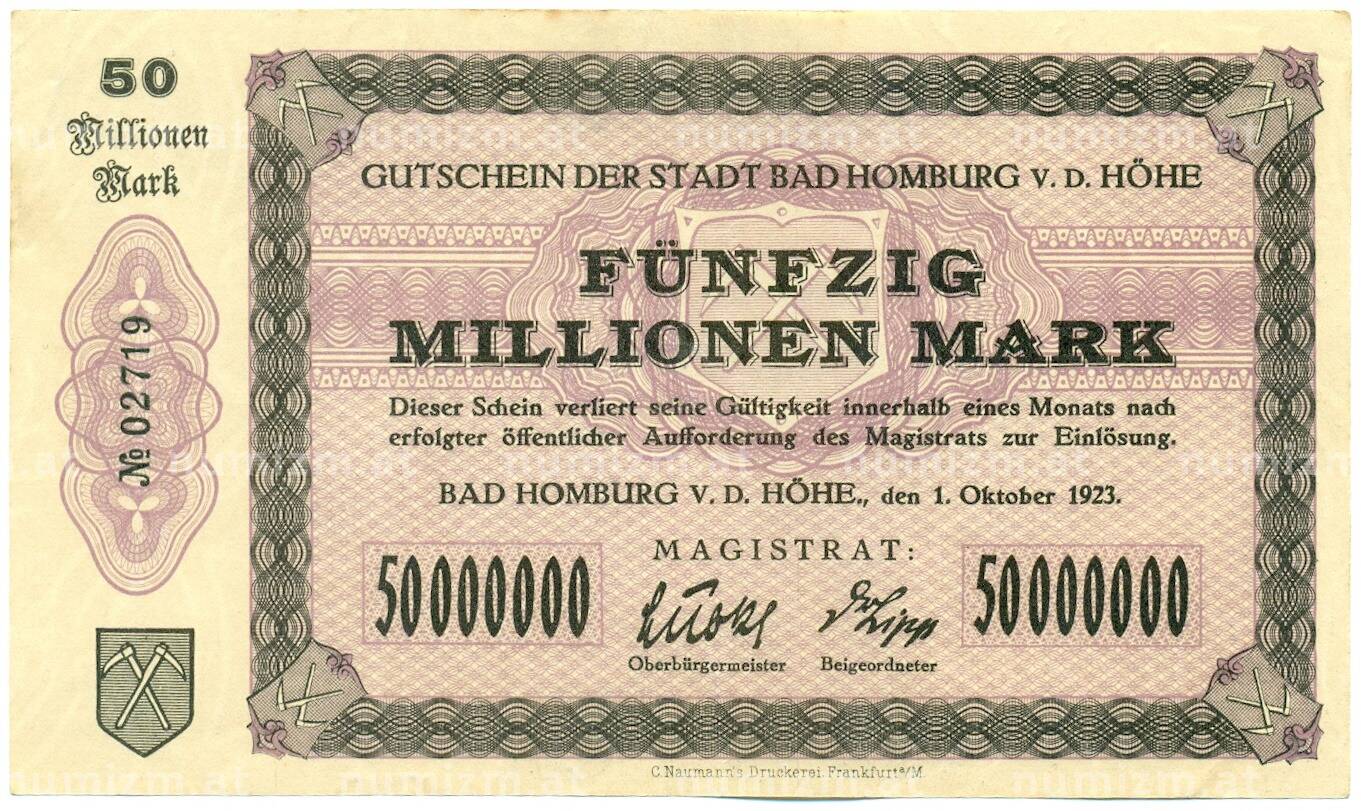 50
Millionen
Mark
№ 02719
GUTSCHEIN DER STADT BAD HOMBURG V. D. HÖHE
FÜNFZIG
MILLIONEN MARK
Dieser Schein verliert seine Gültigkeit innerhalb eines Monats nach
erfolgter öffentlicher Aufforderung des Magistrats zur Einlösung.
BAD HOMBURG V. D. HÖHE., den 1. Oktober 1923.
MAGISTRAT:
50000000
50000000
Oberbürgermeister Beigeordneter
C. Naumann's Druckerei. Frankfurt a/M.
numizm.at